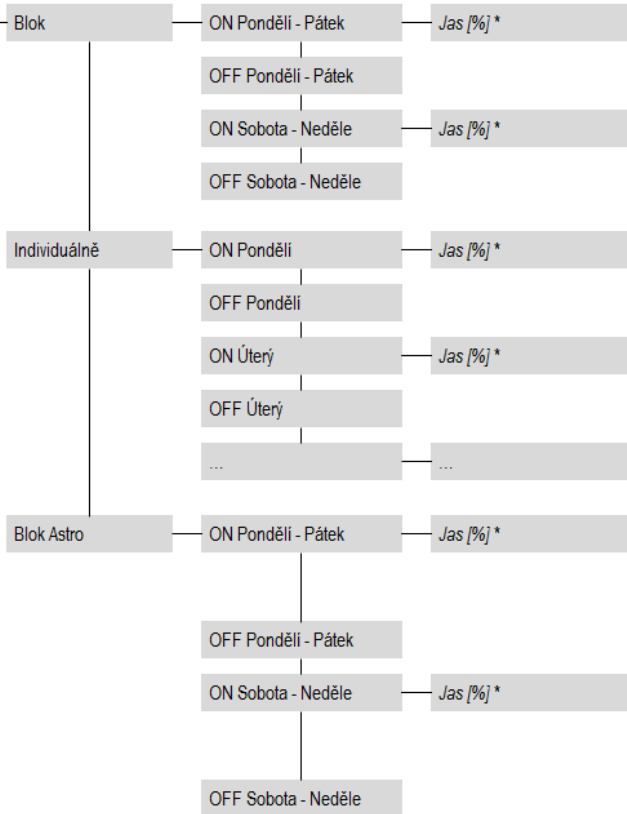 Blok
ON Pondělí - Pátek
Jas [%] *
OFF Pondělí - Pátek
ON Sobota - Neděle
Jas [%] *
OFF Sobota - Neděle
Individuálně
ON Pondělí
Jas [%] *
OFF Pondělí
ON Úterý
Jas [%] *
OFF Úterý
...
...
Blok Astro
ON Pondělí - Pátek
Jas [%] *
OFF Pondělí - Pátek
ON Sobota - Neděle
Jas [%] *
OFF Sobota - Neděle